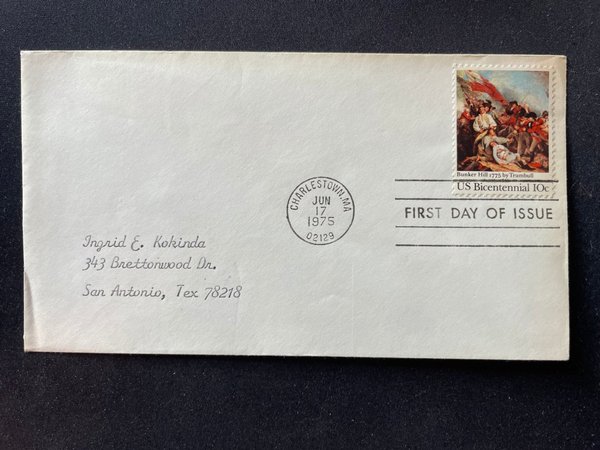 Bunker Hill 1775 by Trumbull
US Bicentennial 10c
CHARLESTOWN, MA
JUN
17
1975
02129
FIRST DAY OF ISSUE
Ingrid E. Kokinda
343 Brettonwood Dr.
San Antonio, Tex 78218